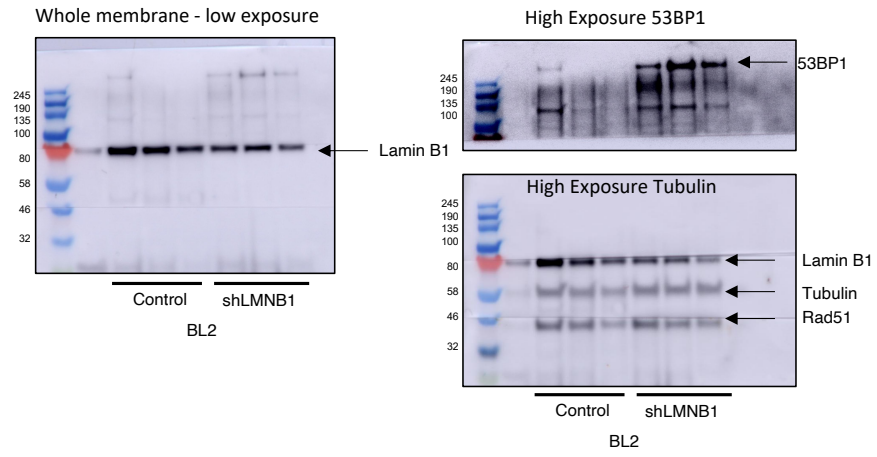 Whole membrane - low exposure
245
190
135
100
80
58
46
32
Lamin B1
Control
shLMNB1
BL2
High Exposure 53BP1
245
190
135
100
53BP1
High Exposure Tubulin
245
190
135
100
80
58
46
32
Lamin B1
Tubulin
Rad51
Control
shLMNB1
BL2